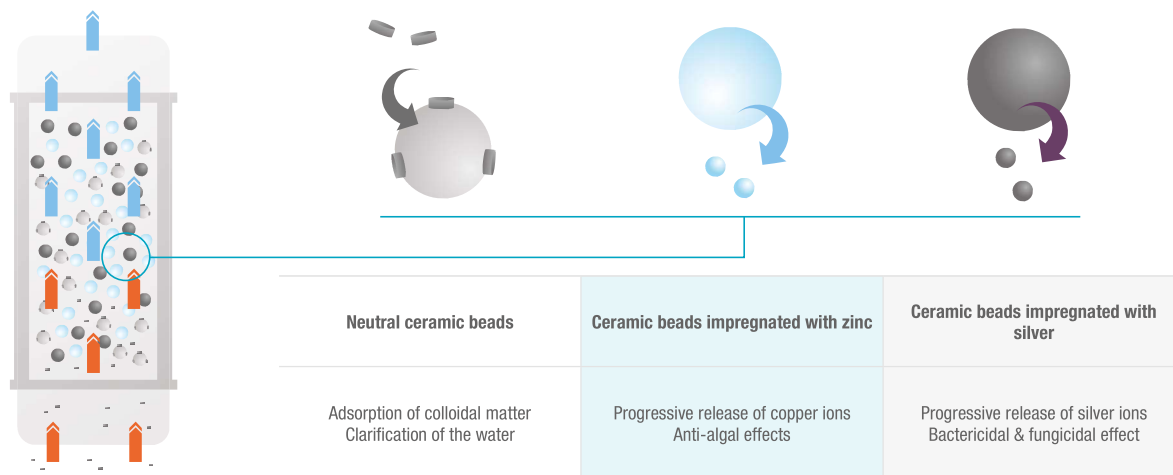 Neutral ceramic beads
Ceramic beads impregnated with zinc
Ceramic beads impregnated with
silver
Adsorption of colloidal matter
Clarification of the water
Progressive release of copper ions
Anti-algal effects
Progressive release of silver ions
Bactericidal & fungicidal effect